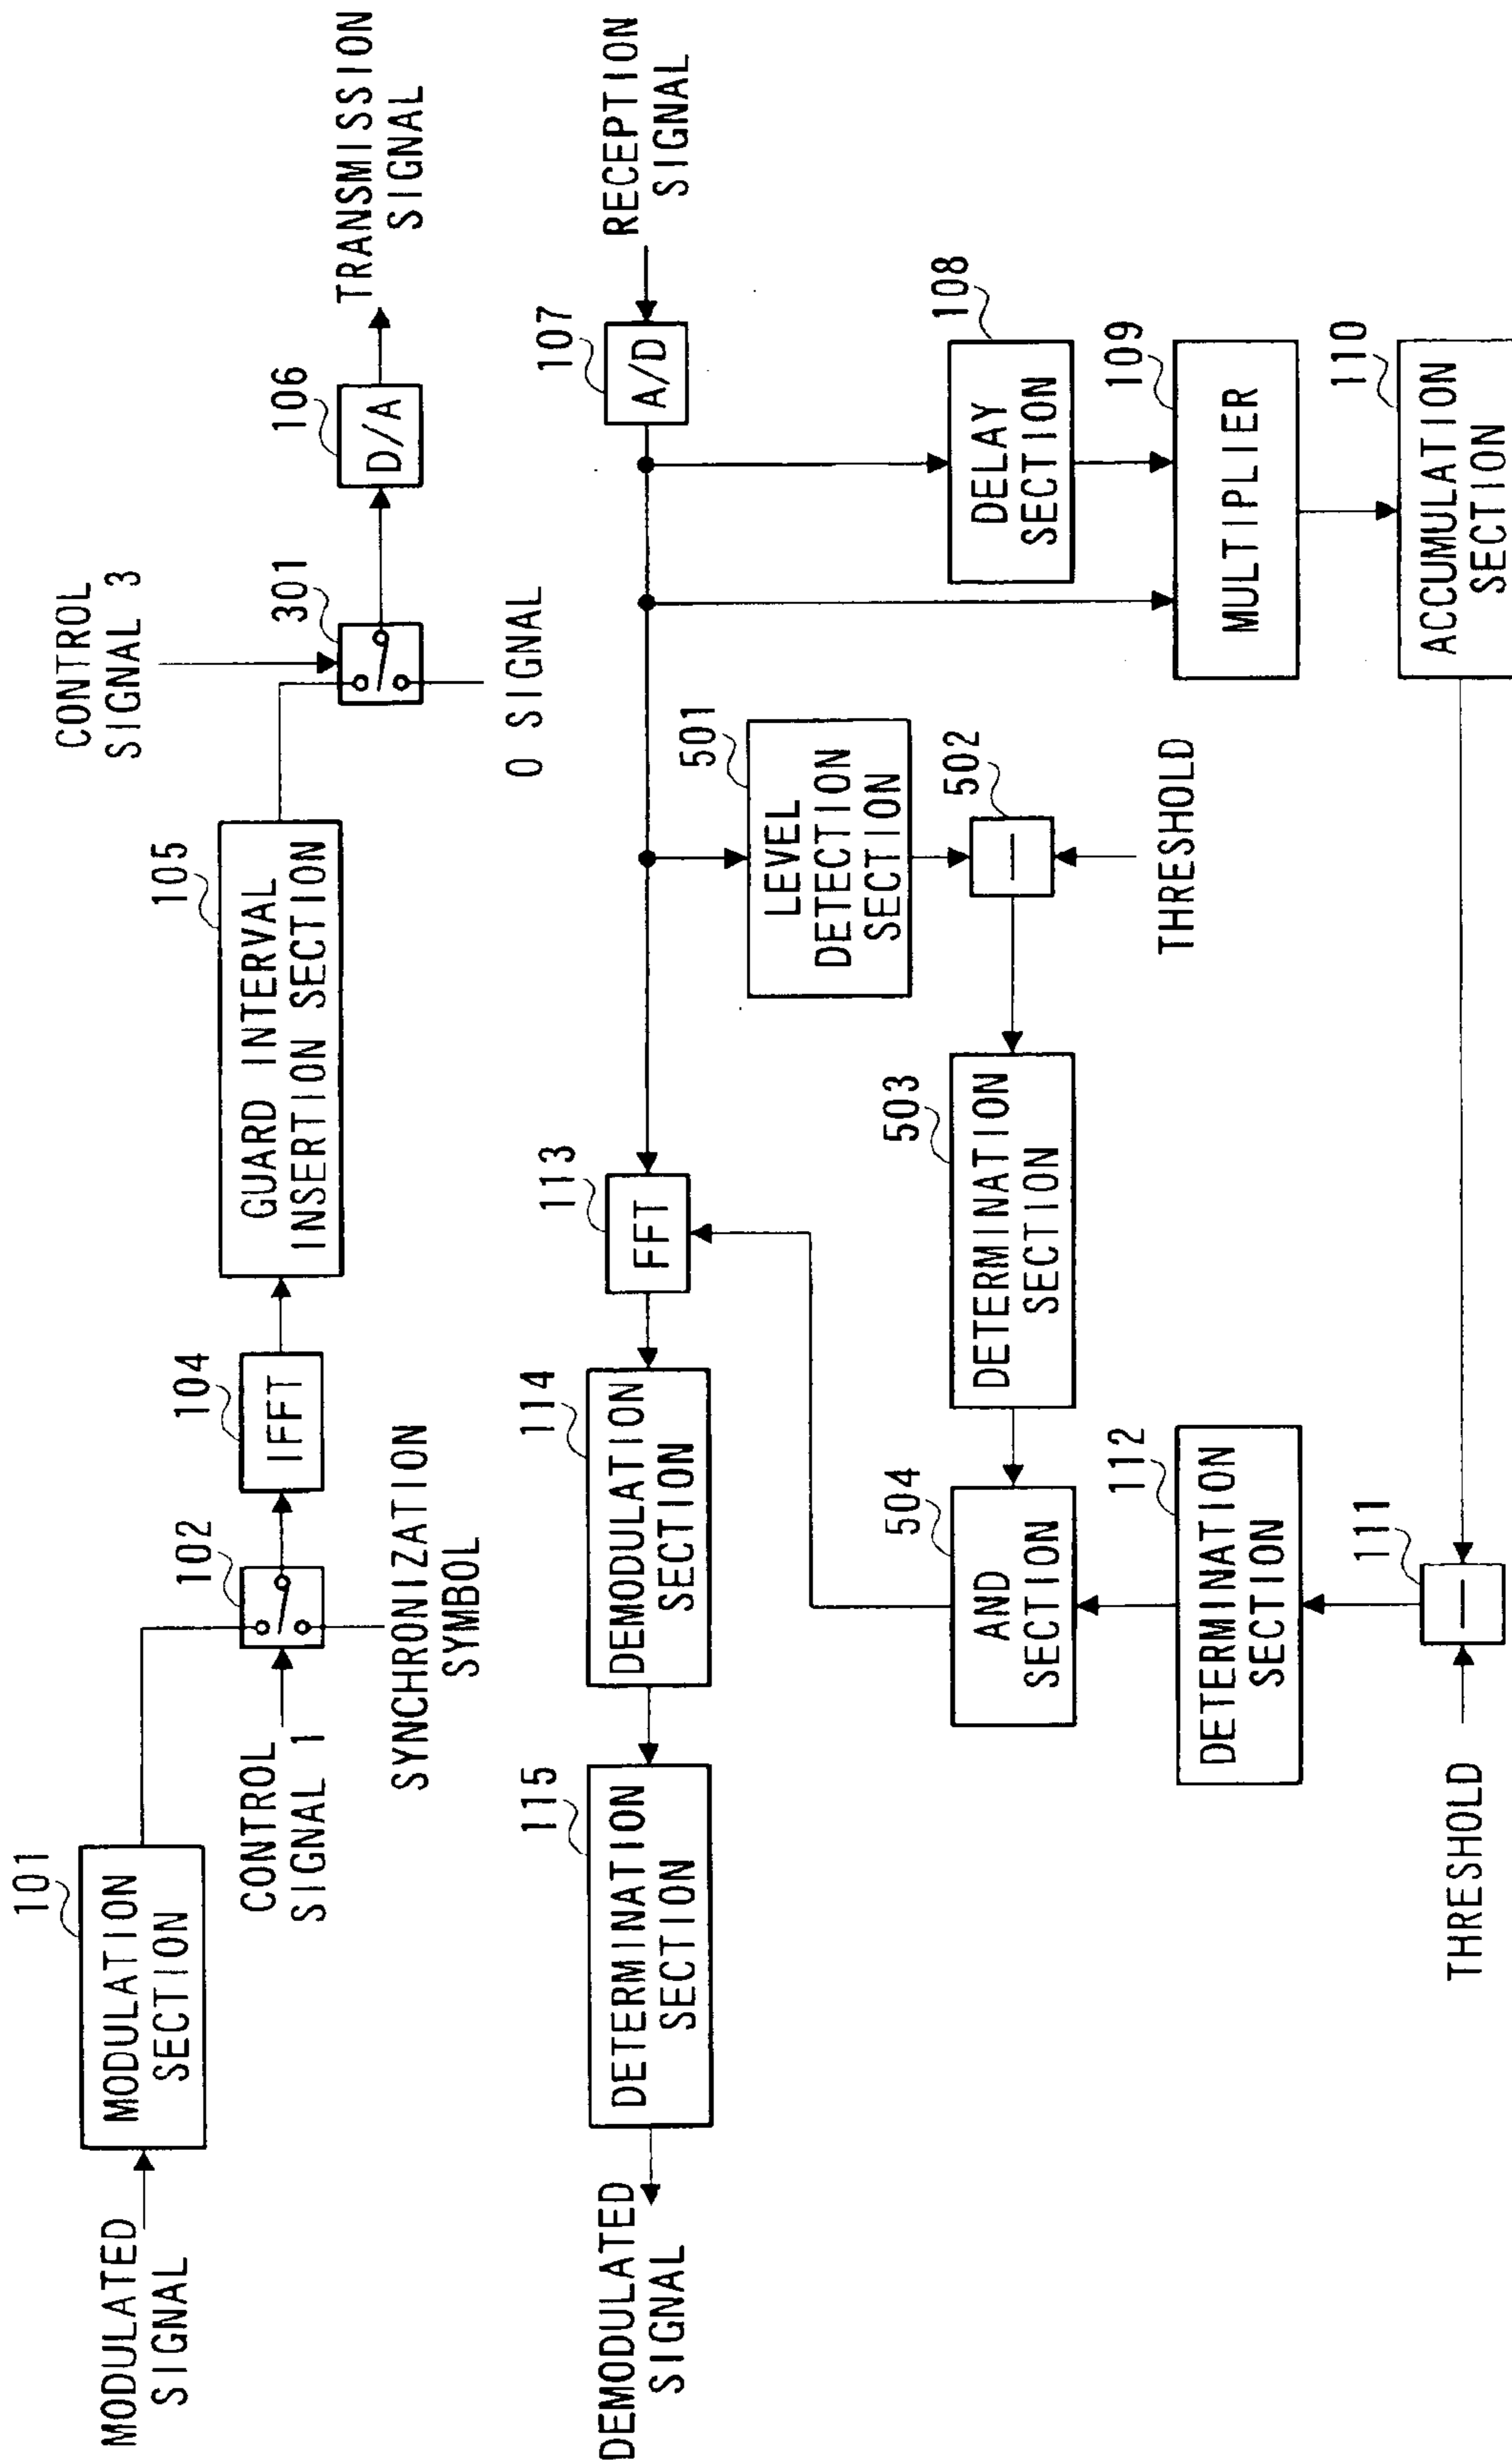 MODULATED
SIGNAL
101
MODULATION
SECTION
CONTROL
SIGNAL 1
102
SYNCHRONIZATION
SYMBOL
104
IFFT
105
GUARD INTERVAL
INSERTION SECTION
CONTROL
SIGNAL 3
301
0 SIGNAL
106
D/A
TRANSMISSION
SIGNAL
DEMODULATED
SIGNAL
115
DETERMINATION
SECTION
114
DEMODULATION
SECTION
113
FFT
107
A/D
RECEPTION
SIGNAL
501
LEVEL
DETECTION
SECTION
502
THRESHOLD
503
DETERMINATION
SECTION
504
AND
SECTION
108
DELAY
SECTION
109
MULTIPLIER
110
ACCUMULATION
SECTION
112
DETERMINATION
SECTION
111
THRESHOLD